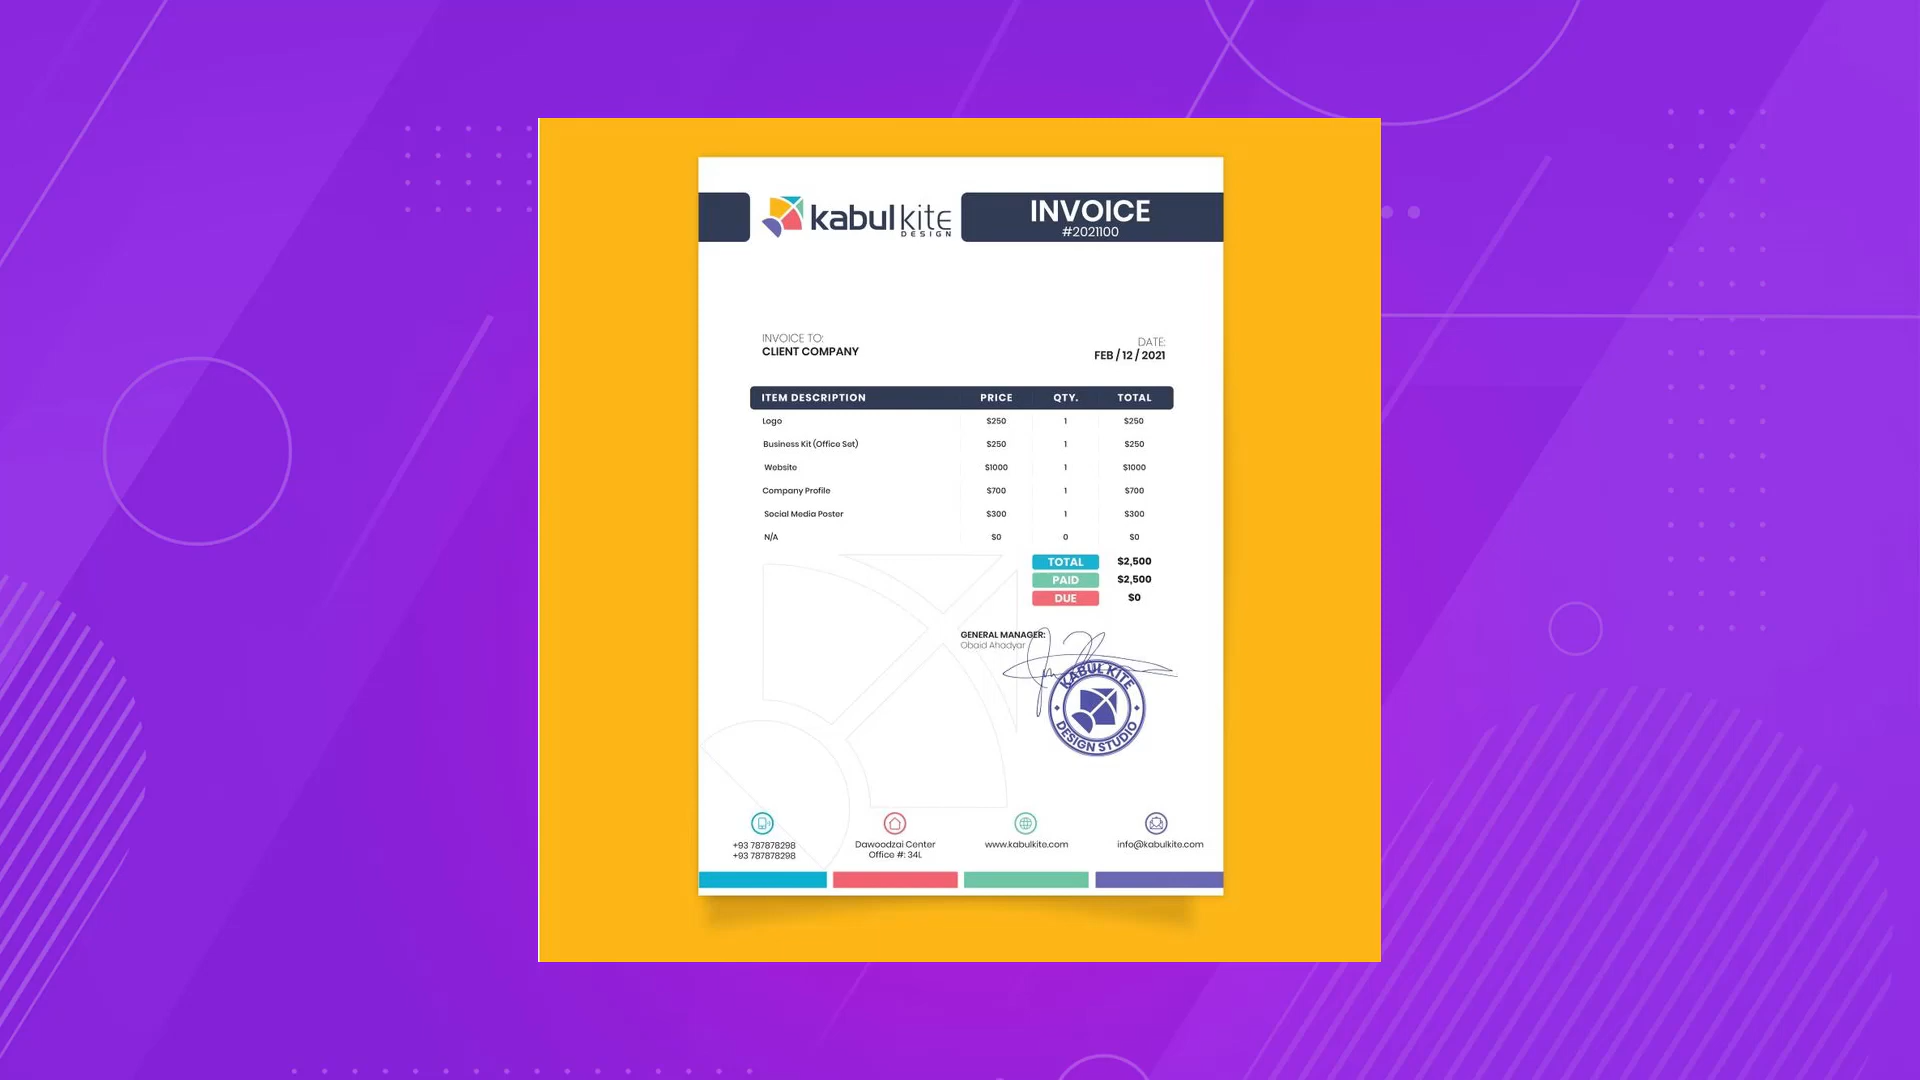 kabulkite
DESIGN
INVOICE
#2021100
INVOICE TO:
CLIENT COMPANY
DATE:
FEB / 12 / 2021
ITEM DESCRIPTION PRICE QTY. TOTAL
Logo $250 1 $250
Business Kit (Office Set) $250 1 $250
Website $1000 1 $1000
Company Profile $700 1 $700
Social Media Poster $300 1 $300
N/A $0 0 $0
TOTAL $2,500
PAID $2,500
DUE $0
GENERAL MANAGER:
Obaid Ahadyar
KABUL KITE
DESIGN STUDIO
+93 787878298
+93 787878298
Dawoodzai Center
Office #: 34L
www.kabulkite.com
info@kabulkite.com